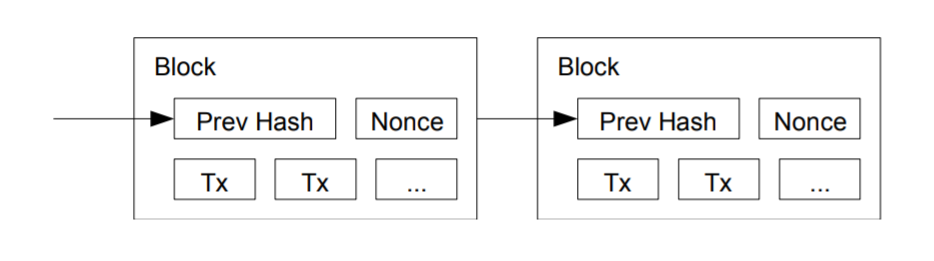 Block Block
Prev Hash Nonce Prev Hash Nonce
Tx Tx ... Tx Tx ...